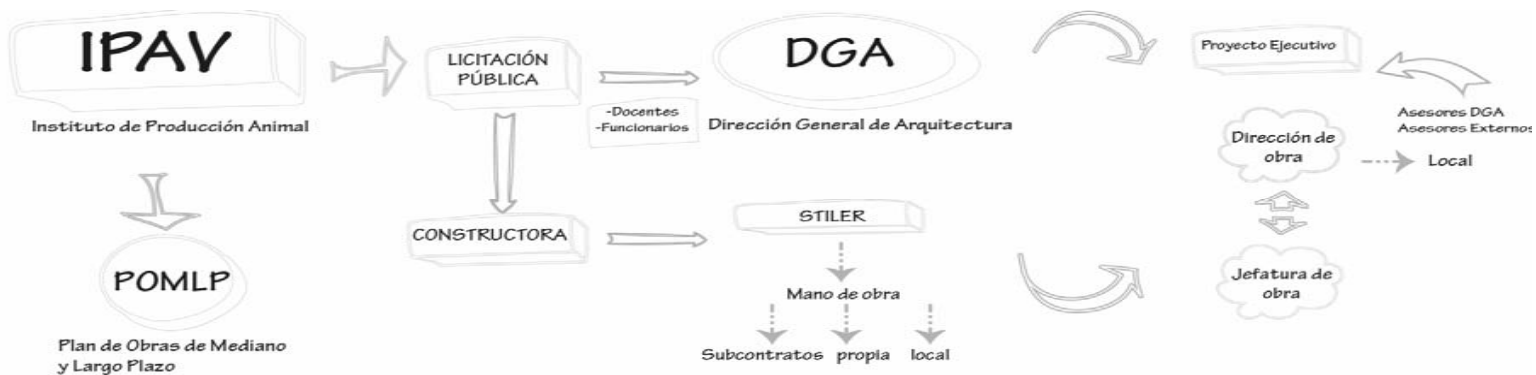 IPAV
Instituto de Producción Animal
POMLP
Plan de Obras de Mediano
y Largo Plazo
LICITACIÓN
PÚBLICA
-Docentes
-Funcionarios
CONSTRUCTORA
DGA
Dirección General de Arquitectura
STILER
Mano de obra
Subcontratos propia local
Proyecto Ejecutivo
Asesores DGA
Asesores Externos
Dirección de
obra
Local
Jefatura de
obra